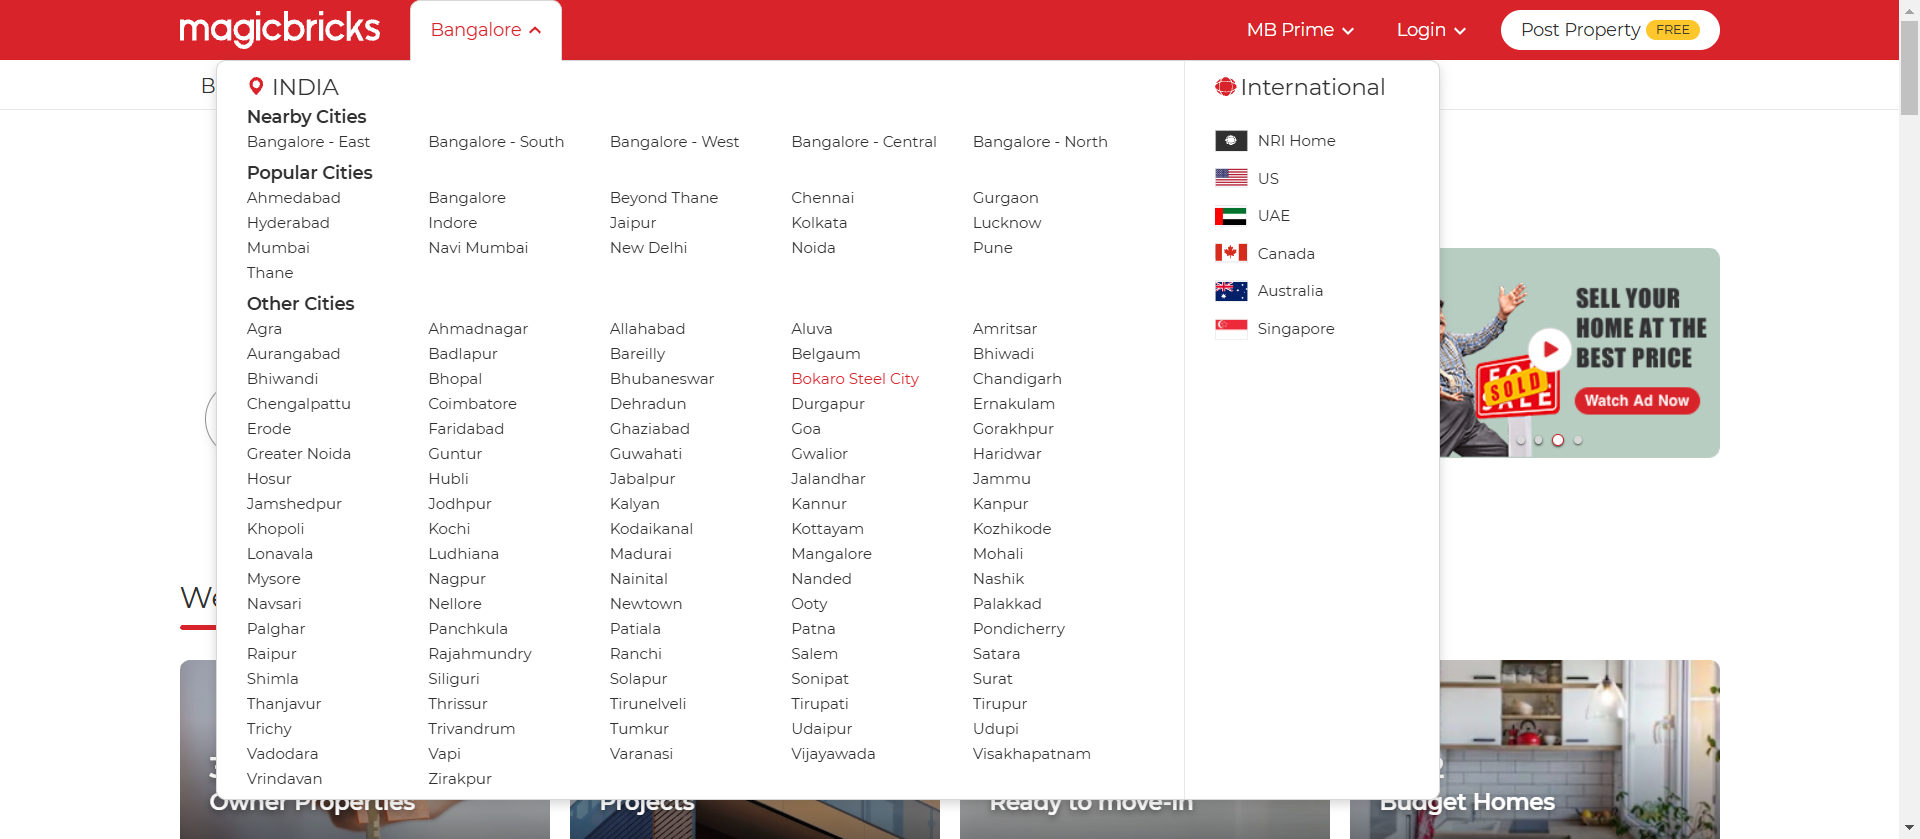 magicbricks
Bangalore
MB Prime
Login
Post Property FREE
B
INDIA
Nearby Cities
Bangalore - East Bangalore - South Bangalore - West Bangalore - Central Bangalore - North
Popular Cities
Ahmedabad Bangalore Beyond Thane Chennai Gurgaon
Hyderabad Indore Jaipur Kolkata Lucknow
Mumbai Navi Mumbai New Delhi Noida Pune
Thane
Other Cities
Agra Ahmadnagar Allahabad Aluva Amritsar
Aurangabad Badlapur Bareilly Belgaum Bhiwadi
Bhiwandi Bhopal Bhubaneswar Bokaro Steel City Chandigarh
Chengalpattu Coimbatore Dehradun Durgapur Ernakulam
Erode Faridabad Ghaziabad Goa Gorakhpur
Greater Noida Guntur Guwahati Gwalior Haridwar
Hosur Hubli Jabalpur Jalandhar Jammu
Jamshedpur Jodhpur Kalyan Kannur Kanpur
Khopoli Kochi Kodaikanal Kottayam Kozhikode
Lonavala Ludhiana Madurai Mangalore Mohali
Mysore Nagpur Nainital Nanded Nashik
Navsari Nellore Newtown Ooty Palakkad
Palghar Panchkula Patiala Patna Pondicherry
Raipur Rajahmundry Ranchi Salem Satara
Shimla Siliguri Solapur Sonipat Surat
Thanjavur Thrissur Tirunelveli Tirupati Tirupur
Trichy Trivandrum Tumkur Udaipur Udupi
Vadodara Vapi Varanasi Vijayawada Visakhapatnam
Vrindavan Zirakpur
International
NRI Home
US
UAE
Canada
Australia
Singapore
SELL YOUR
HOME AT THE
BEST PRICE
Watch Ad Now
FOR
SALE
SOLD
We
Owner Properties
Projects
Ready to move-in
Budget Homes